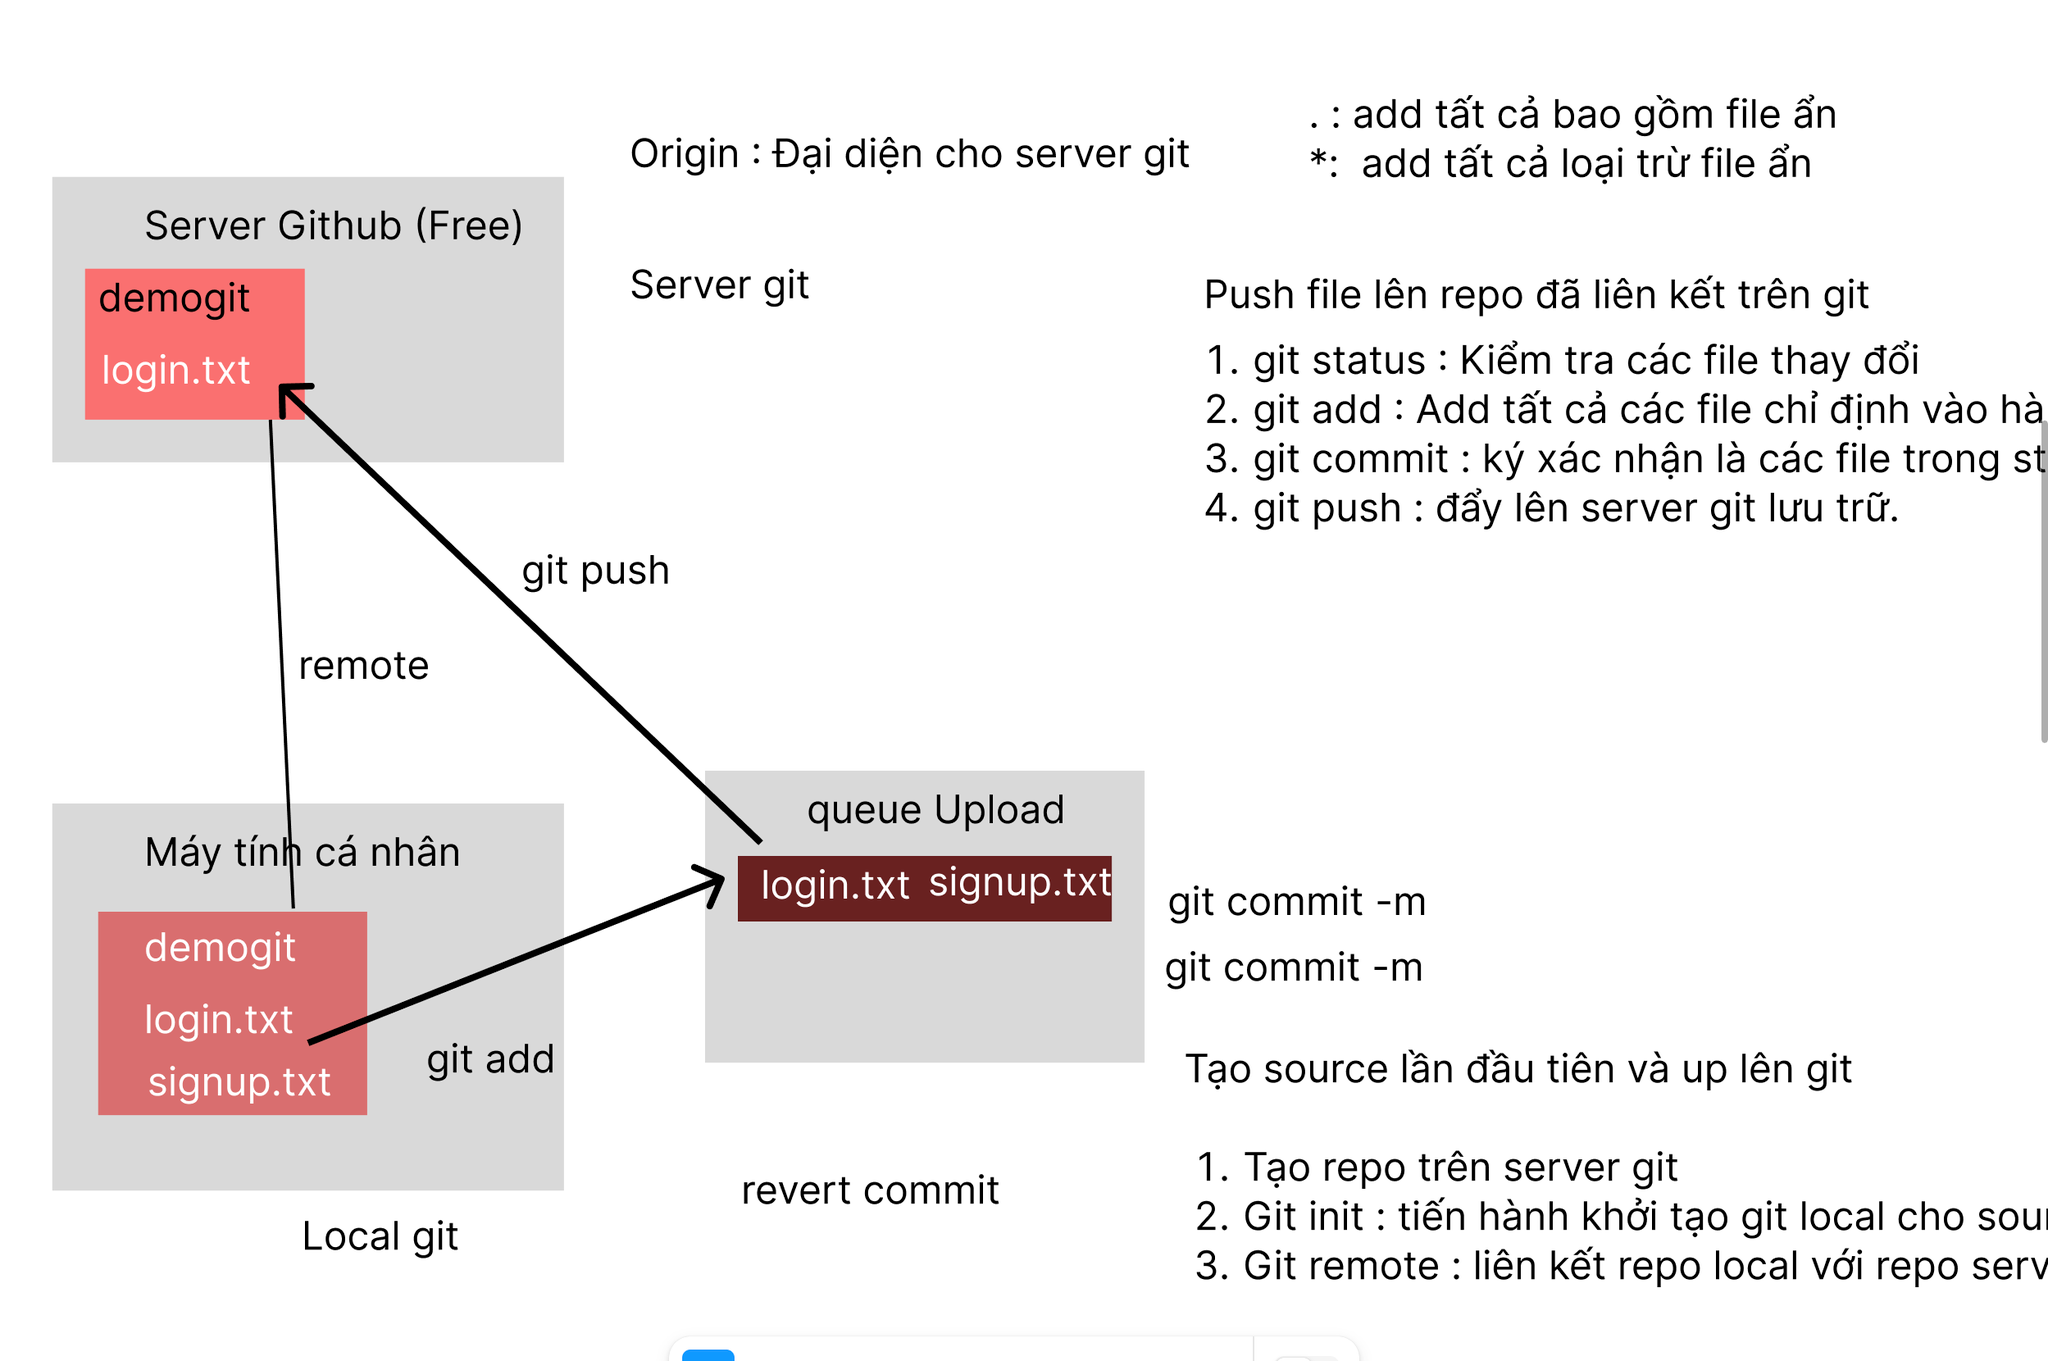 . : add tất cả bao gồm file ẩn
Origin : Đại diện cho server git
*:  add tất cả loại trừ file ẩn
Server Github (Free)
demogit
login.txt
Server git
Push file lên repo đã liên kết trên git
1. git status : Kiểm tra các file thay đổi
2. git add : Add tất cả các file chỉ định vào hà
3. git commit : ký xác nhận là các file trong st
4. git push : đẩy lên server git lưu trữ.
git push
remote
Máy tính cá nhân
demogit
login.txt
signup.txt
git add
Local git
queue Upload
login.txt signup.txt
git commit -m
git commit -m
revert commit
Tạo source lần đầu tiên và up lên git
1. Tạo repo trên server git
2. Git init : tiến hành khởi tạo git local cho sour
3. Git remote : liên kết repo local với repo serv